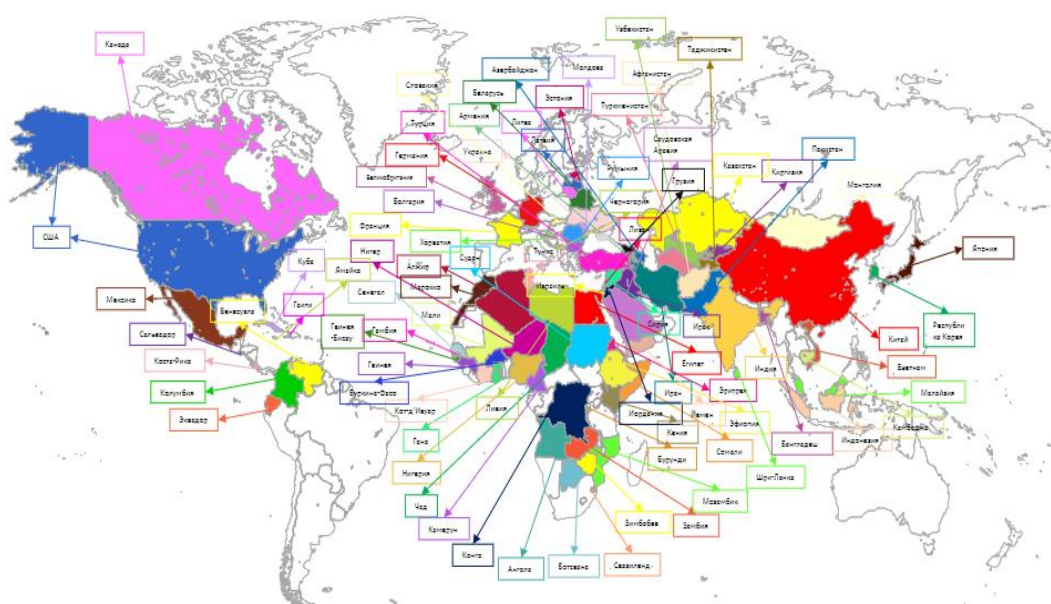 Узбекистан
Канада
Таджикистан
Азербайджан
Молдова
Афганистан
Словакия
Беларусь
Эстония
Туркменистан
Армения
Литва
Турция
Латвия
Саудовская
Аравия
Украина
Германия
Румыния
Казахстан
Пакистан
Грузия
Киргизия
Великобритания
Монголия
Болгария
Черногория
Франция
Хорватия
Ливан
США
Нигер
Судан
Тунис
Япония
Куба
Ямайка
Алжир
Сенегал
Марокко
Израиль
Мексика
Гаити
Венесуэла
Мали
Гвинея
-Бисау
Гамбия
Сирия
Ирак
Республи
ка Корея
Сальвадор
Китай
Коста-Рика
Гвинея
Египет
Индия
Вьетнам
Колумбия
Буркина-Фасо
Иран
Эритрея
Малайзия
Кот-д'Ивуар
Ливия
Иордания
Йемен
Эфиопия
Камбоджа
Эквадор
Гана
Кения
Сомали
Бангладеш
Индонезия
Бурунди
Нигерия
Шри-Ланка
Чад
Мозамбик
Камерун
Зимбабве
Замбия
Конго
Ангола
Ботсвана
Свазиленд